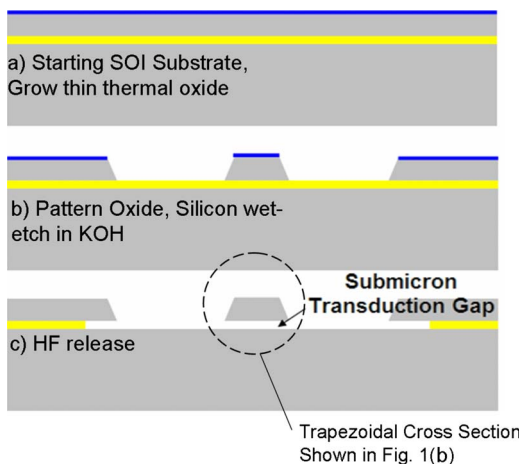 a) Starting SOI Substrate,
Grow thin thermal oxide
b) Pattern Oxide, Silicon wet-
etch in KOH
Submicron
Transduction Gap
c) HF release
Trapezoidal Cross Section
Shown in Fig. 1(b)